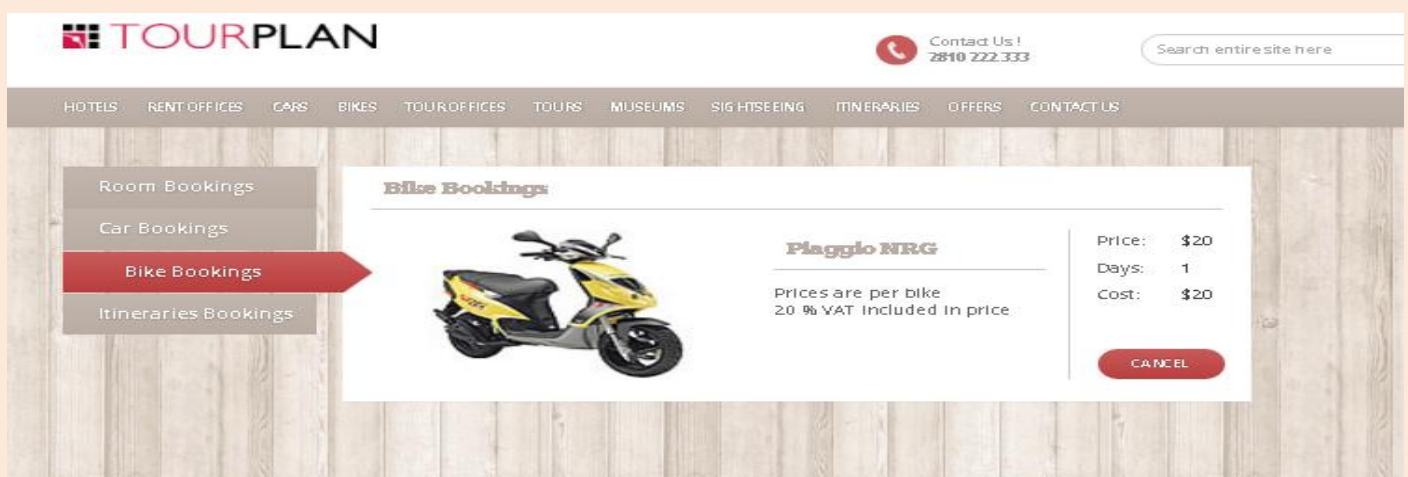 TOURPLAN
Contact Us !
2810 222 333
Search entire site here
HOTELS RENT OFFICES CARS BIKES TOUR OFFICES TOURS MUSEUMS SIGHTSEEING ITINERARIES OFFERS CONTACT US
Room Bookings
Car Bookings
Bike Bookings
Itineraries Bookings
Bike Bookings
Piaggio NRG
Prices are per bike
20 % VAT included in price
Price: $20
Days: 1
Cost: $20
CANCEL